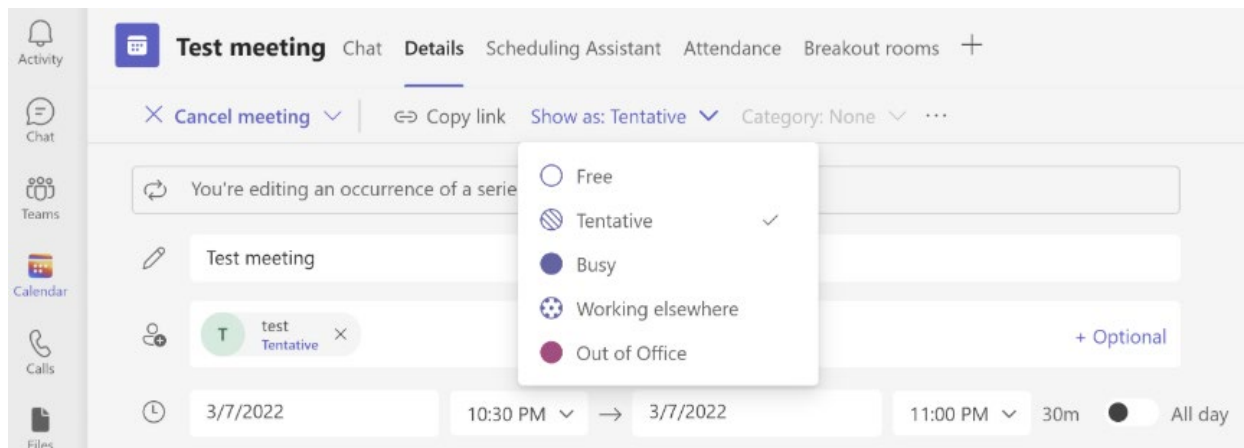 Activity
Chat
Teams
Calendar
Calls
Files
Test meeting Chat Details Scheduling Assistant Attendance Breakout rooms
Cancel meeting Copy link Show as: Tentative Category: None ...
You're editing an occurrence of a serie
Free
Tentative
Busy
Working elsewhere
Out of Office
Test meeting
T test
Tentative
+ Optional
3/7/2022 10:30 PM → 3/7/2022 11:00 PM 30m All day